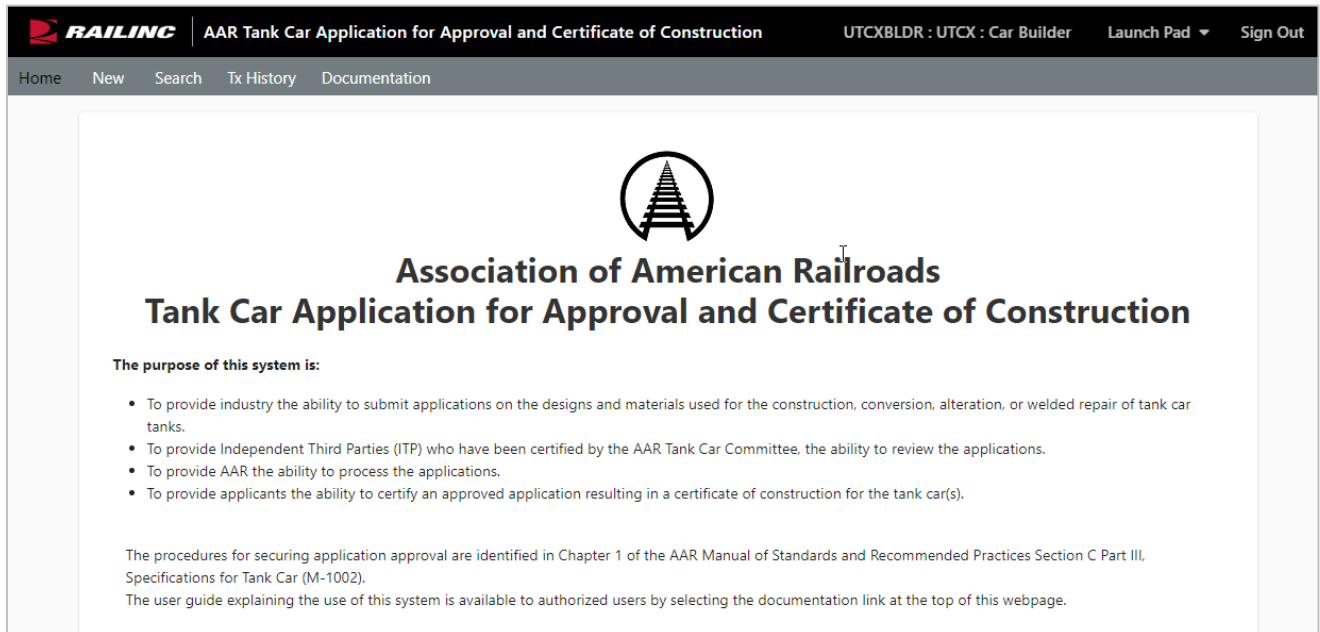 RAILINC AAR Tank Car Application for Approval and Certificate of Construction UTCXBLDR : UTCX : Car Builder Launch Pad Sign Out
Home New Search Tx History Documentation
Association of American Railroads
Tank Car Application for Approval and Certificate of Construction
The purpose of this system is:
• To provide industry the ability to submit applications on the designs and materials used for the construction, conversion, alteration, or welded repair of tank car
tanks.
• To provide Independent Third Parties (ITP) who have been certified by the AAR Tank Car Committee, the ability to review the applications.
• To provide AAR the ability to process the applications.
• To provide applicants the ability to certify an approved application resulting in a certificate of construction for the tank car(s).
The procedures for securing application approval are identified in Chapter 1 of the AAR Manual of Standards and Recommended Practices Section C Part III,
Specifications for Tank Car (M-1002).
The user guide explaining the use of this system is available to authorized users by selecting the documentation link at the top of this webpage.